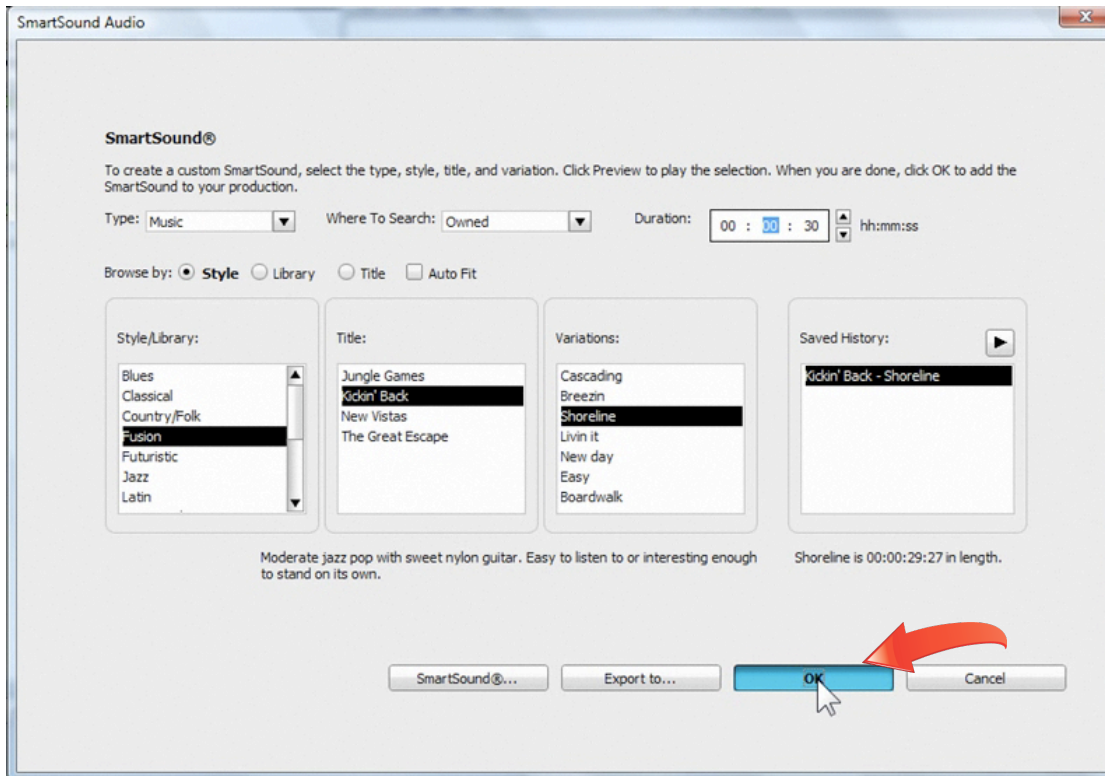 SmartSound Audio
SmartSound®
To create a custom SmartSound, select the type, style, title, and variation. Click Preview to play the selection. When you are done, click OK to add the
SmartSound to your production.
Type: Music Where To Search: Owned Duration: 00 : 00 : 30 hh:mm:ss
Browse by: Style Library Title Auto Fit
Style/Library:
Blues
Classical
Country/Folk
Fusion
Futuristic
Jazz
Latin
Title:
Jungle Games
Kickin' Back
New Vistas
The Great Escape
Variations:
Cascading
Breezin
Shoreline
Livin it
New day
Easy
Boardwalk
Saved History:
Kickin' Back - Shoreline
Moderate jazz pop with sweet nylon guitar. Easy to listen to or interesting enough
to stand on its own.
Shoreline is 00:00:29:27 in length.
SmartSound®... Export to... OK Cancel